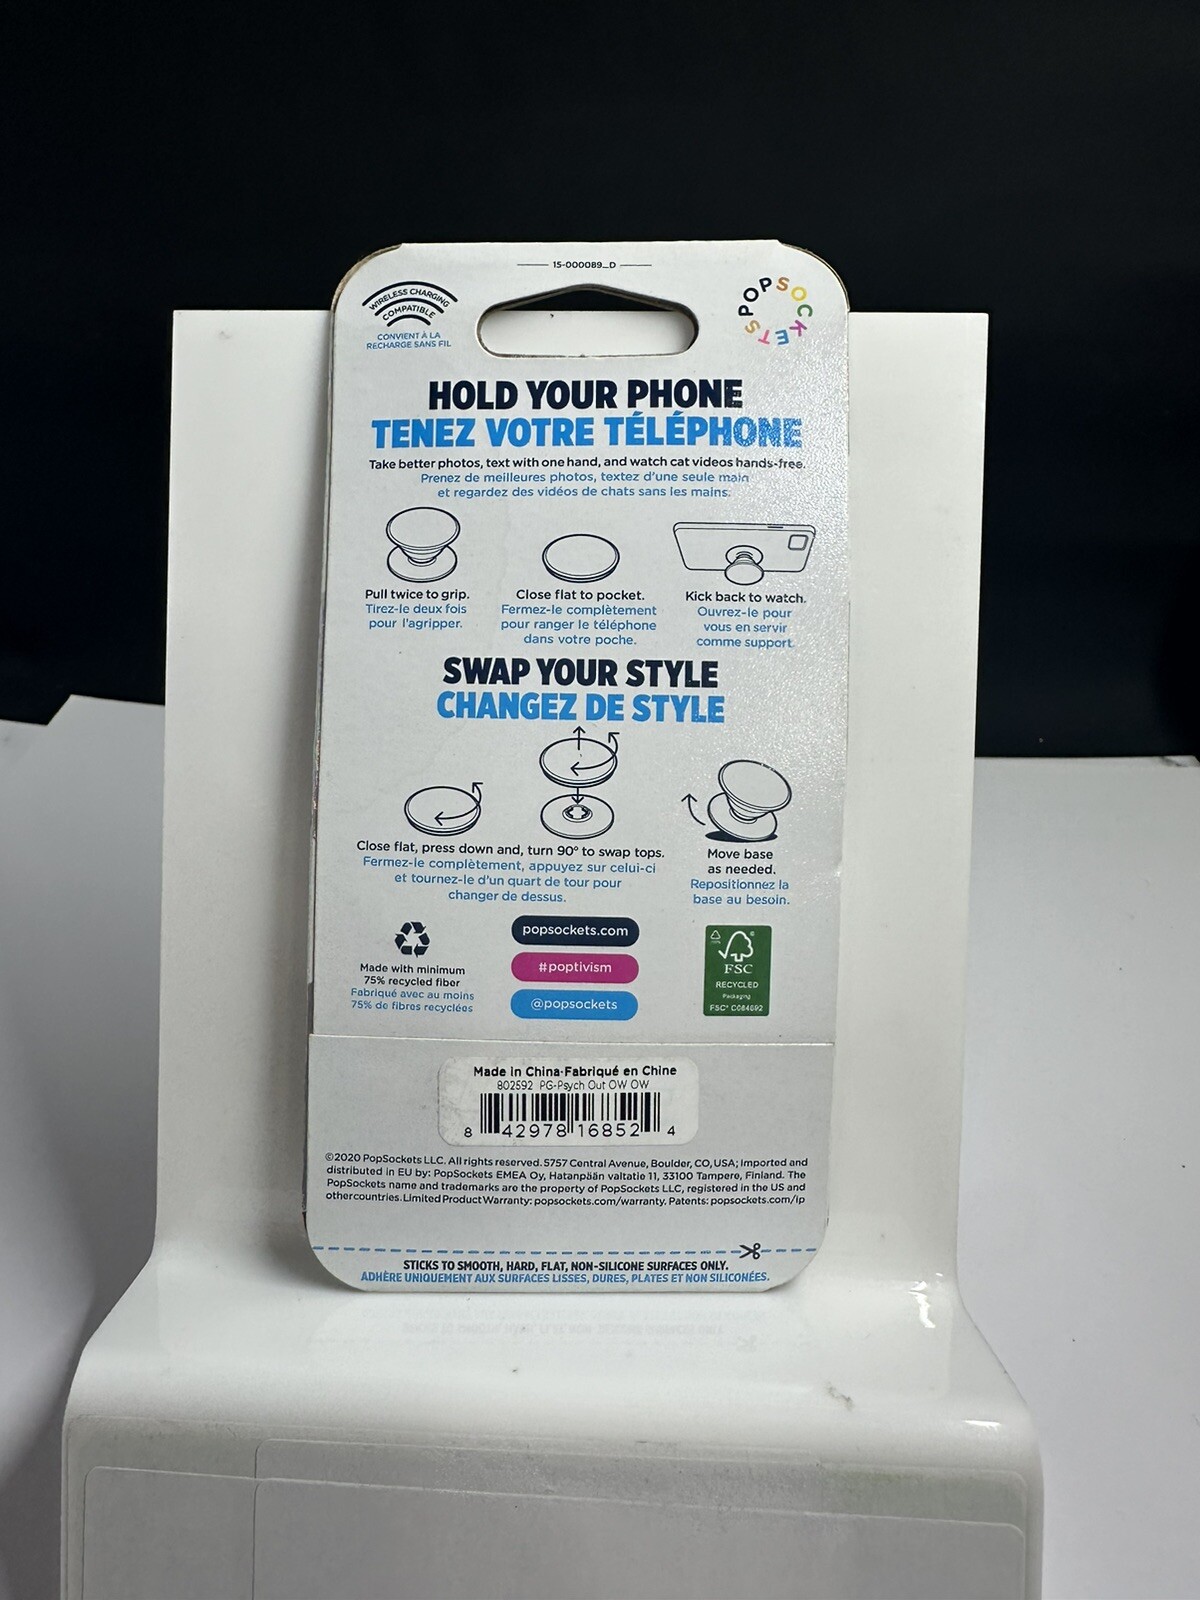 15-000089_D
WIRELESS CHARGING
COMPATIBLE
CONVIENT À LA
RECHARGE SANS FIL
POPSOCKETS
HOLD YOUR PHONE
TENEZ VOTRE TÉLÉPHONE
Take better photos, text with one hand, and watch cat videos hands-free.
Prenez de meilleures photos, textez d'une seule main
et regardez des vidéos de chats sans les mains.
Pull twice to grip.
Tirez-le deux fois
pour l'agripper.
Close flat to pocket.
Fermez-le complètement
pour ranger le téléphone
dans votre poche.
Kick back to watch.
Ouvrez-le pour
vous en servir
comme support.
SWAP YOUR STYLE
CHANGEZ DE STYLE
Close flat, press down and, turn 90° to swap tops.
Fermez-le complètement, appuyez sur celui-ci
et tournez-le d'un quart de tour pour
changer de dessus.
Move base
as needed.
Repositionnez la
base au besoin.
Made with minimum
75% recycled fiber
Fabriqué avec au moins
75% de fibres recyclées
popsockets.com
#poptivism
@popsockets
FSC
RECYCLED
Packaging
FSC® C084692
Made in China·Fabriqué en Chine
802592 PG-Psych Out OW OW
8 42978 16852 4
©2020 PopSockets LLC. All rights reserved. 5757 Central Avenue, Boulder, CO, USA; Imported and
distributed in EU by: PopSockets EMEA Oy, Hatanpään valtatie 11, 33100 Tampere, Finland. The
PopSockets name and trademarks are the property of PopSockets LLC, registered in the US and
other countries. Limited Product Warranty: popsockets.com/warranty. Patents: popsockets.com/ip
STICKS TO SMOOTH, HARD, FLAT, NON-SILICONE SURFACES ONLY.
ADHÈRE UNIQUEMENT AUX SURFACES LISSES, DURES, PLATES ET NON SILICONÉES.